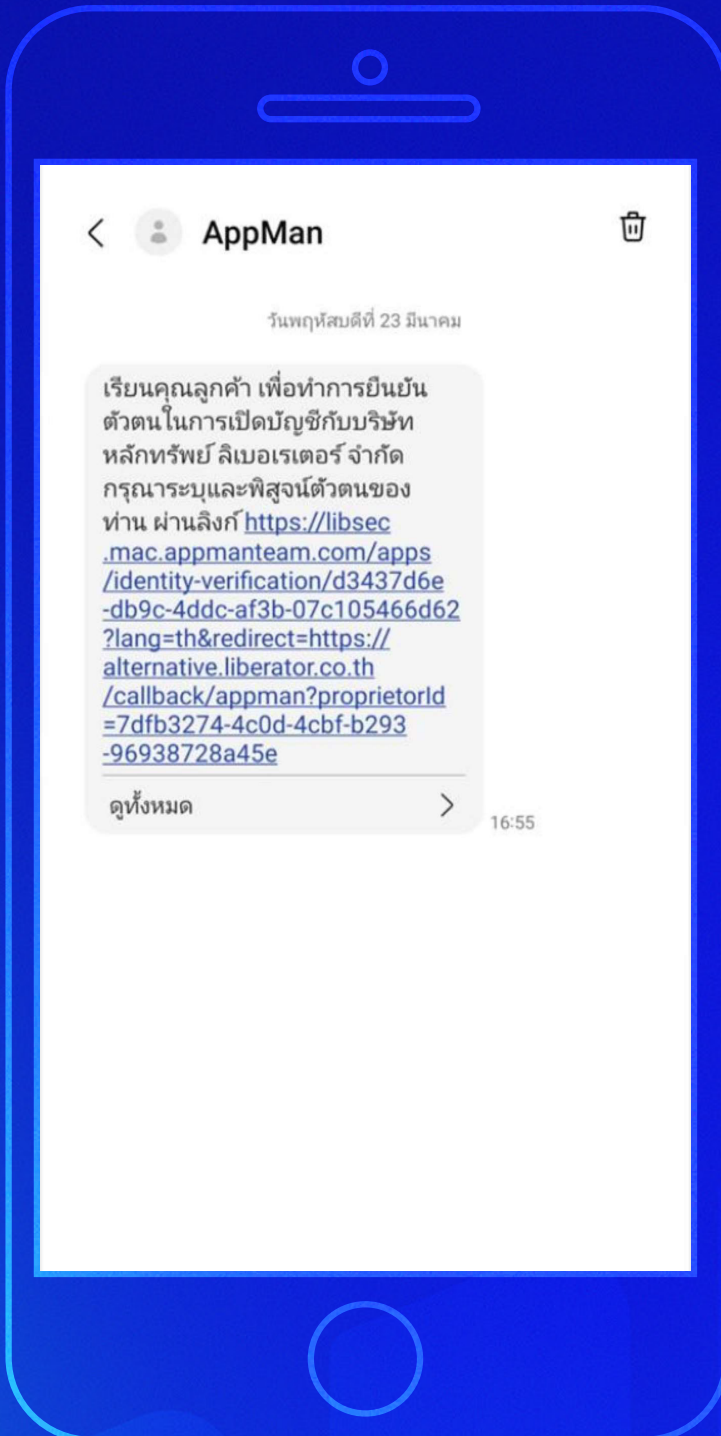 AppMan
วันพฤหัสบดีที่ 23 มีนาคม
เรียนคุณลูกค้า เพื่อทำการยืนยัน
ตัวตนในการเปิดบัญชีกับบริษัท
หลักทรัพย์ ลิเบอเรเตอร์ จำกัด
กรุณาระบุและพิสูจน์ตัวตนของ
ท่าน ผ่านลิงก์ https://libsec
.mac.appmanteam.com/apps
/identity-verification/d3437d6e
-db9c-4ddc-af3b-07c105466d62
?lang=th&redirect=https://
alternative.liberator.co.th
/callback/appman?proprietorId
=7dfb3274-4c0d-4cbf-b293
-96938728a45e
ดูทั้งหมด
16:55